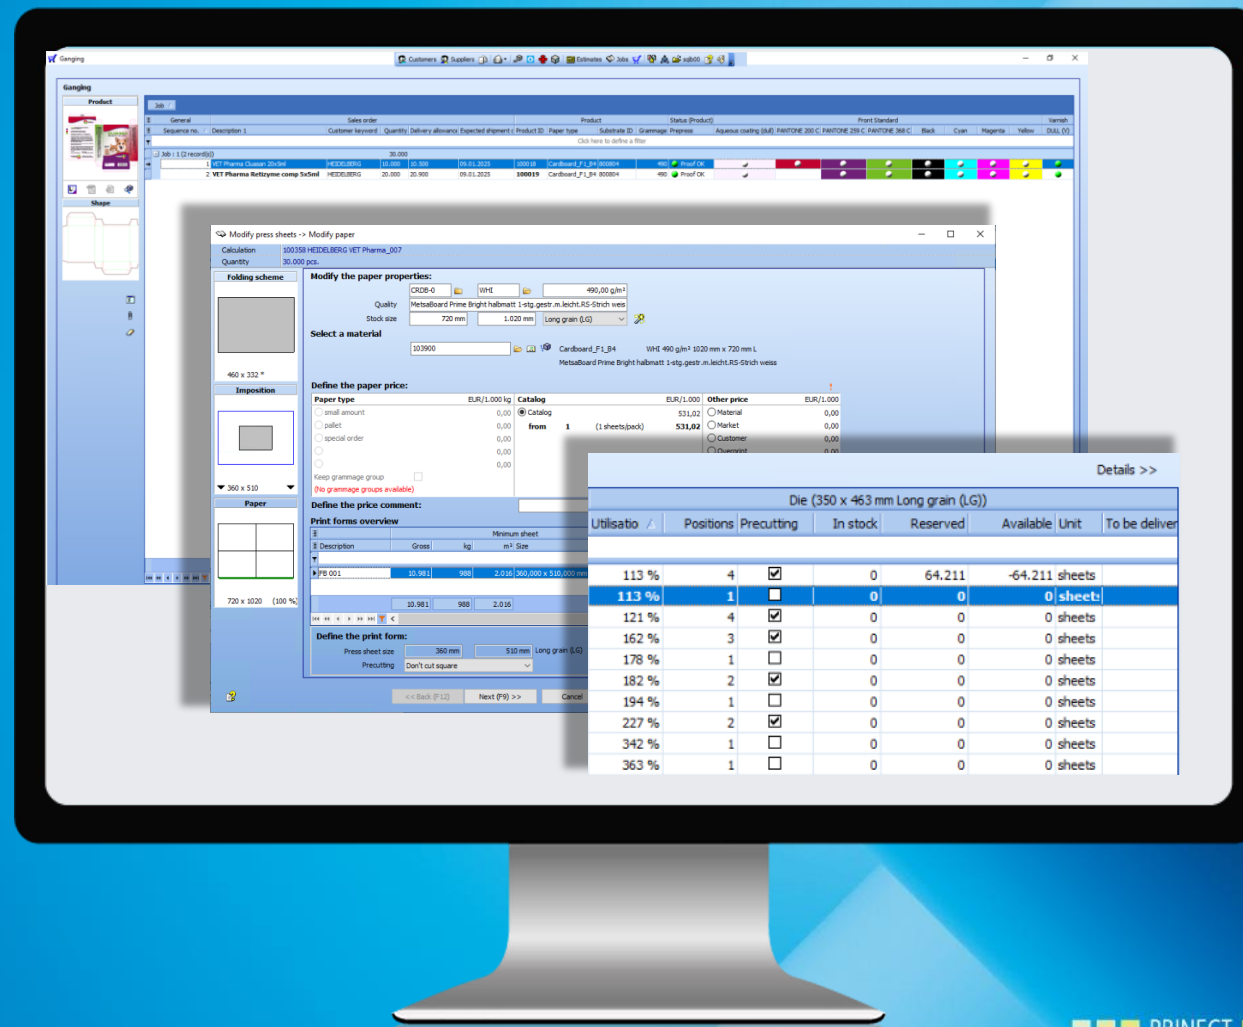 Ganging
Customers Suppliers Estimates Jobs sqlb00
Ganging
Product
Job
General Sales order Product Status (Product) Front Standard Varnish
Sequence no. Description 1 Customer keyword Quantity Delivery allowance Expected shipment c Product ID Paper type Substrate ID Grammage Prepress Aqueous coating (dull) PANTONE 200 C PANTONE 259 C PANTONE 368 C Black Cyan Magenta Yellow DULL (V)
Click here to define a filter
Job : 1 (2 record(s)) 30.000
1 VET Pharma Cluasan 20x5ml HEIDELBERG 10.000 10.300 09.01.2025 100018 Cardboard_F1_B4 800804 490 Proof OK
2 VET Pharma Retizyme comp 5x5ml HEIDELBERG 20.000 20.900 09.01.2025 100019 Cardboard_F1_B4 800804 490 Proof OK
Shape
Modify press sheets -> Modify paper
Calculation 100358 HEIDELBERG VET Pharma_007
Quantity 30.000 pcs.
Folding scheme
460 x 332 *
Imposition
360 x 510
Paper
720 x 1020 (100 %)
Modify the paper properties:
CRDB-0 WHI 490,00 g/m²
Quality MetsaBoard Prime Bright halbmatt 1-stg.gestr.m.leicht.RS-Strich weis
Stock size 720 mm 1.020 mm Long grain (LG)
Select a material
103900 Cardboard_F1_B4 WHI 490 g/m² 1020 mm x 720 mm L
MetsaBoard Prime Bright halbmatt 1-stg.gestr.m.leicht.RS-Strich weiss
Define the paper price: !
Paper type EUR/1.000 kg Catalog EUR/1.000 Other price EUR/1.000
small amount 0,00 Catalog 531,02 Material 0,00
pallet 0,00 from 1 (1 sheets/pack) 531,02 Market 0,00
special order 0,00 Customer 0,00
0,00 Overprint 0,00
0,00
Keep grammage group
(No grammage groups available)
Define the price comment:
Print forms overview
Minimum sheet
Description Gross kg m² Size
FB 001 10.981 988 2.016 360,000 x 510,000 mm
10.981 988 2.016
Define the print form:
Press sheet size 360 mm 510 mm Long grain (LG)
Precutting Don't cut square
<< Back (F12) Next (F9) >> Cancel
Details >>
Die (350 x 463 mm Long grain (LG))
Utilisatio Positions Precutting In stock Reserved Available Unit To be deliver
113 % 4 0 64.211 -64.211 sheets
113 % 1 0 0 0 sheets
121 % 4 0 0 0 sheets
162 % 3 0 0 0 sheets
178 % 1 0 0 0 sheets
182 % 2 0 0 0 sheets
194 % 1 0 0 0 sheets
227 % 2 0 0 0 sheets
342 % 1 0 0 0 sheets
363 % 1 0 0 0 sheets
PRINECT